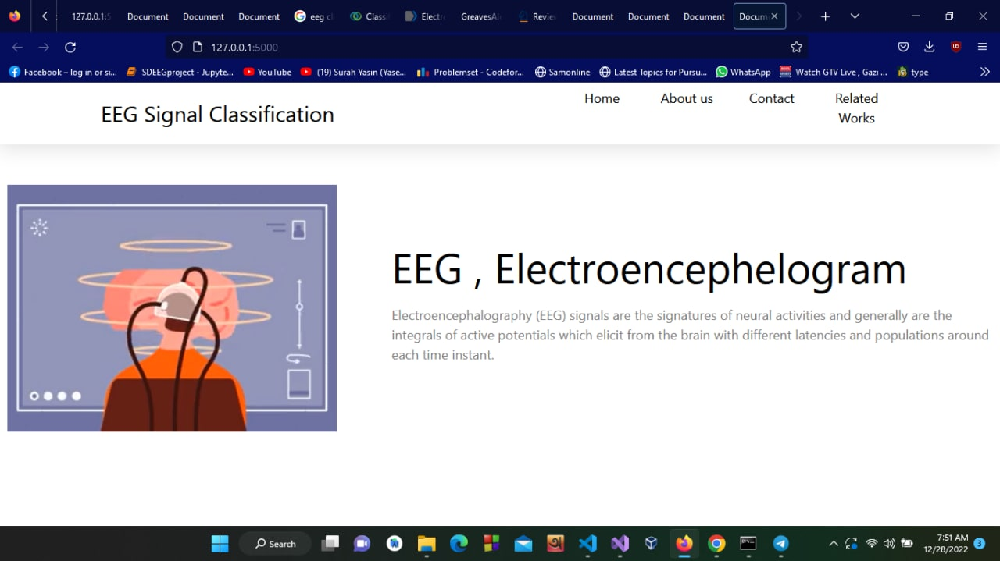 127.0.0.1:5
Document
Document
Document
eeg cl
Classi
Electr
GreavesAl
Revie
Document
Document
Document
Docum
127.0.0.1:5000
Facebook – log in or si...
SDEEGproject - Jupyte...
YouTube
(19) Surah Yasin (Yase...
Problemset - Codefor...
Samonline
Latest Topics for Pursu...
WhatsApp
Watch GTV Live , Gazi ...
type
EEG Signal Classification
Home
About us
Contact
Related
Works
EEG , Electroencephelogram
Electroencephalography (EEG) signals are the signatures of neural activities and generally are the
integrals of active potentials which elicit from the brain with different latencies and populations around
each time instant.
Search
অ
7:51 AM
12/28/2022
3